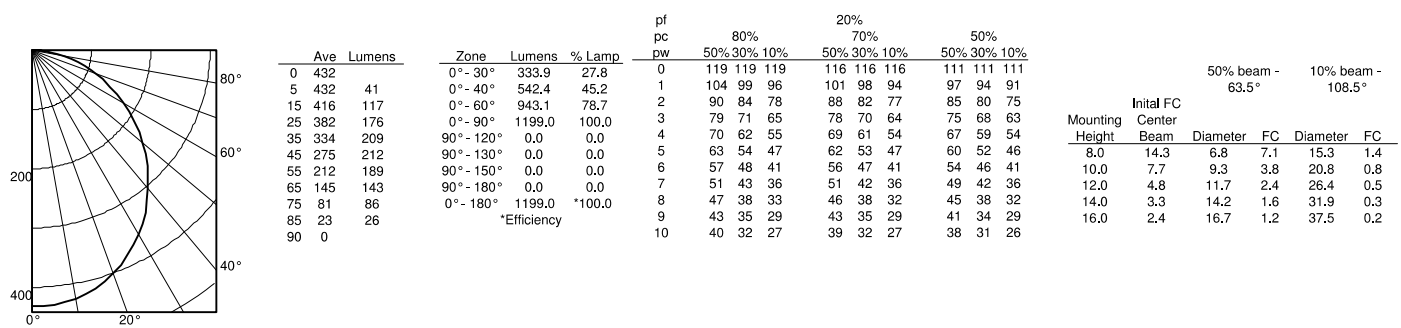 80°
60°
200
40°
400
0° 20°
Ave Lumens
0 432
5 432 41
15 416 117
25 382 176
35 334 209
45 275 212
55 212 189
65 145 143
75 81 86
85 23 26
90 0
Zone Lumens % Lamp
0°- 30° 333.9 27.8
0°- 40° 542.4 45.2
0°- 60° 943.1 78.7
0°- 90° 1199.0 100.0
90°- 120° 0.0 0.0
90°- 130° 0.0 0.0
90°- 150° 0.0 0.0
90°- 180° 0.0 0.0
0°- 180° 1199.0 *100.0
*Efficiency
pf 20%
pc 80% 70% 50%
pw 50% 30% 10% 50% 30% 10% 50% 30% 10%
0 119 119 119 116 116 116 111 111 111
1 104 99 96 101 98 94 97 94 91
2 90 84 78 88 82 77 85 80 75
3 79 71 65 78 70 64 75 68 63
4 70 62 55 69 61 54 67 59 54
5 63 54 47 62 53 47 60 52 46
6 57 48 41 56 47 41 54 46 41
7 51 43 36 51 42 36 49 42 36
8 47 38 33 46 38 32 45 38 32
9 43 35 29 43 35 29 41 34 29
10 40 32 27 39 32 27 38 31 26
50% beam - 10% beam -
63.5° 108.5°
Inital FC
Mounting Center
Height Beam Diameter FC Diameter FC
8.0 14.3 6.8 7.1 15.3 1.4
10.0 7.7 9.3 3.8 20.8 0.8
12.0 4.8 11.7 2.4 26.4 0.5
14.0 3.3 14.2 1.6 31.9 0.3
16.0 2.4 16.7 1.2 37.5 0.2